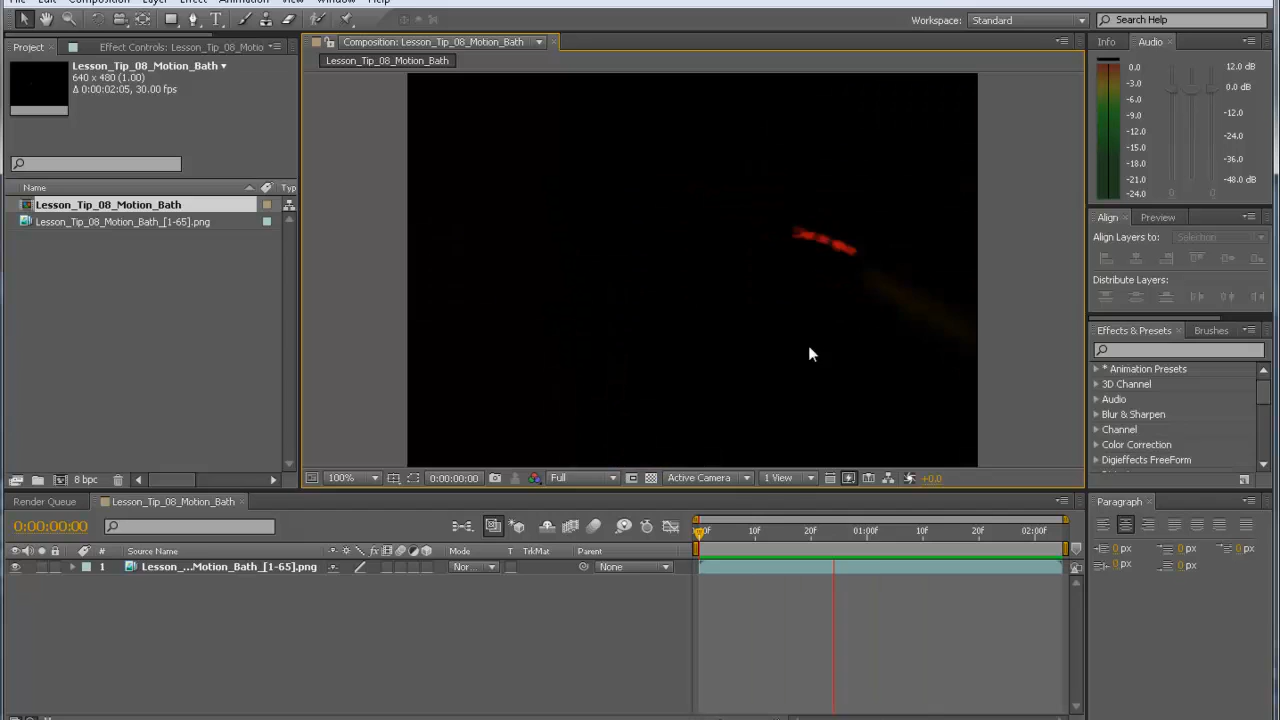 File Edit Composition Layer Effect Animation View Window Help
Workspace: Standard Search Help
Project Effect Controls: Lesson_Tip_08_Motio
Composition: Lesson_Tip_08_Motion_Bath
Info Audio
Lesson_Tip_08_Motion_Bath
Lesson_Tip_08_Motion_Bath
640 x 480 (1.00)
Δ 0:00:02:05, 30.00 fps
0.0 12.0 dB
-3.0 0.0 dB
-6.0
-9.0 -12.0
-12.0 -24.0
-15.0
-18.0 -36.0
-21.0
-24.0 -48.0 dB
0 0
Name Typ
Lesson_Tip_08_Motion_Bath
Lesson_Tip_08_Motion_Bath_[1-65].png
Align Preview
Align Layers to: Selection
Distribute Layers:
Effects & Presets Brushes
* Animation Presets
3D Channel
Audio
Blur & Sharpen
Channel
Color Correction
Digieffects FreeForm
8 bpc
100% 0:00:00:00 Full Active Camera 1 View +0.0
Render Queue Lesson_Tip_08_Motion_Bath
Paragraph
0:00:00:00
10F 20F 01:00F 10F 20F 02:00F
# Source Name Mode T TrkMat Parent
1 Lesson_...Motion_Bath_[1-65].png Nor... None
0 px 0 px 0 px
0 px 0 px